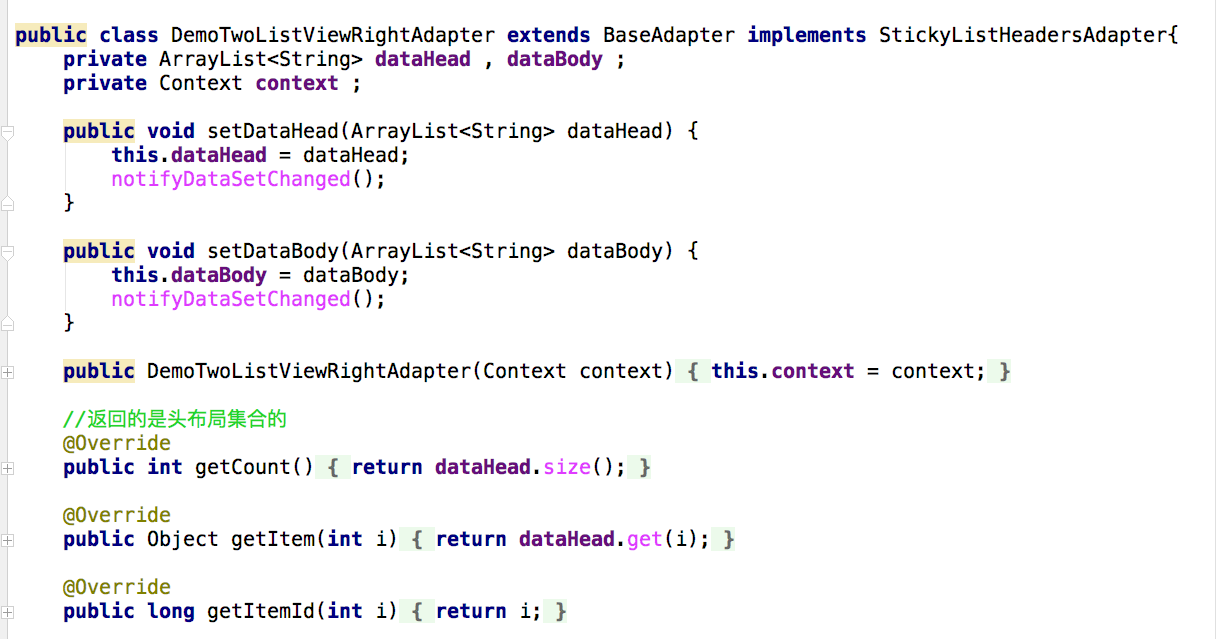 public class DemoTwoListViewRightAdapter extends BaseAdapter implements StickyListHeadersAdapter{
    private ArrayList<String> dataHead , dataBody ;
    private Context context ;
    public void setDataHead(ArrayList<String> dataHead) {
        this.dataHead = dataHead;
        notifyDataSetChanged();
    }
    public void setDataBody(ArrayList<String> dataBody) {
        this.dataBody = dataBody;
        notifyDataSetChanged();
    }
    public DemoTwoListViewRightAdapter(Context context) { this.context = context; }
    //返回的是头布局集合的
    @Override
    public int getCount() { return dataHead.size(); }
    @Override
    public Object getItem(int i) { return dataHead.get(i); }
    @Override
    public long getItemId(int i) { return i; }